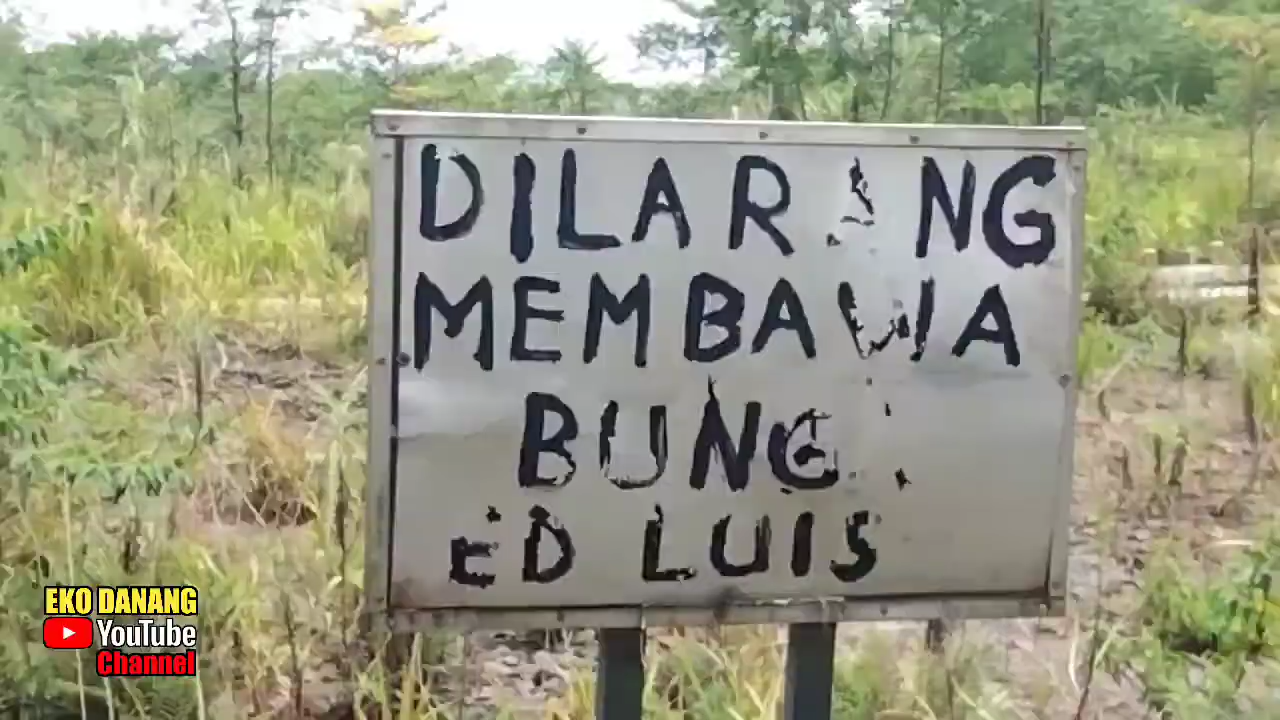 DILARANG
MEMBAWA
BUNG
ED LUIS
EKO DANANG
YouTube
Channel